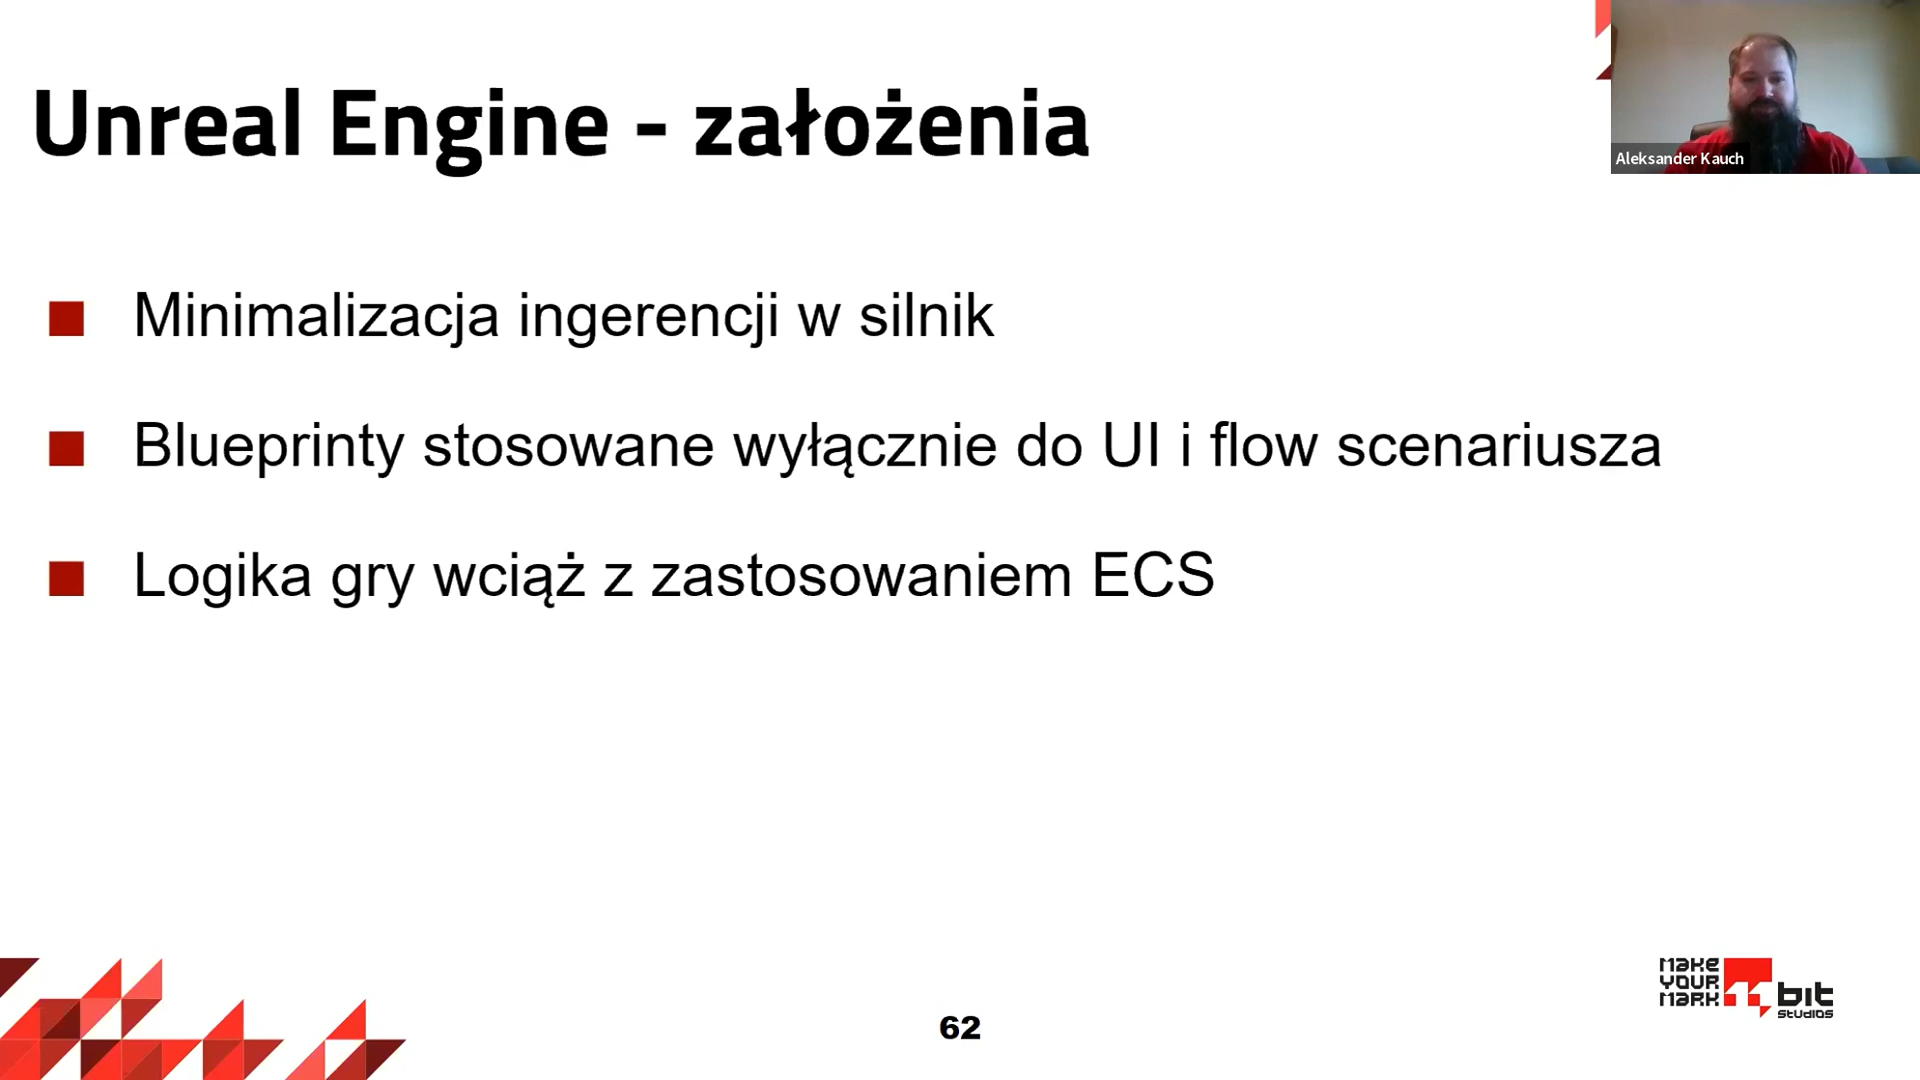 Unreal Engine - założenia
Aleksander Kauch
Minimalizacja ingerencji w silnik
Blueprinty stosowane wyłącznie do UI i flow scenariusza
Logika gry wciąż z zastosowaniem ECS
62
MAKE
YOUR
MARK
11 bit
STUDIOS